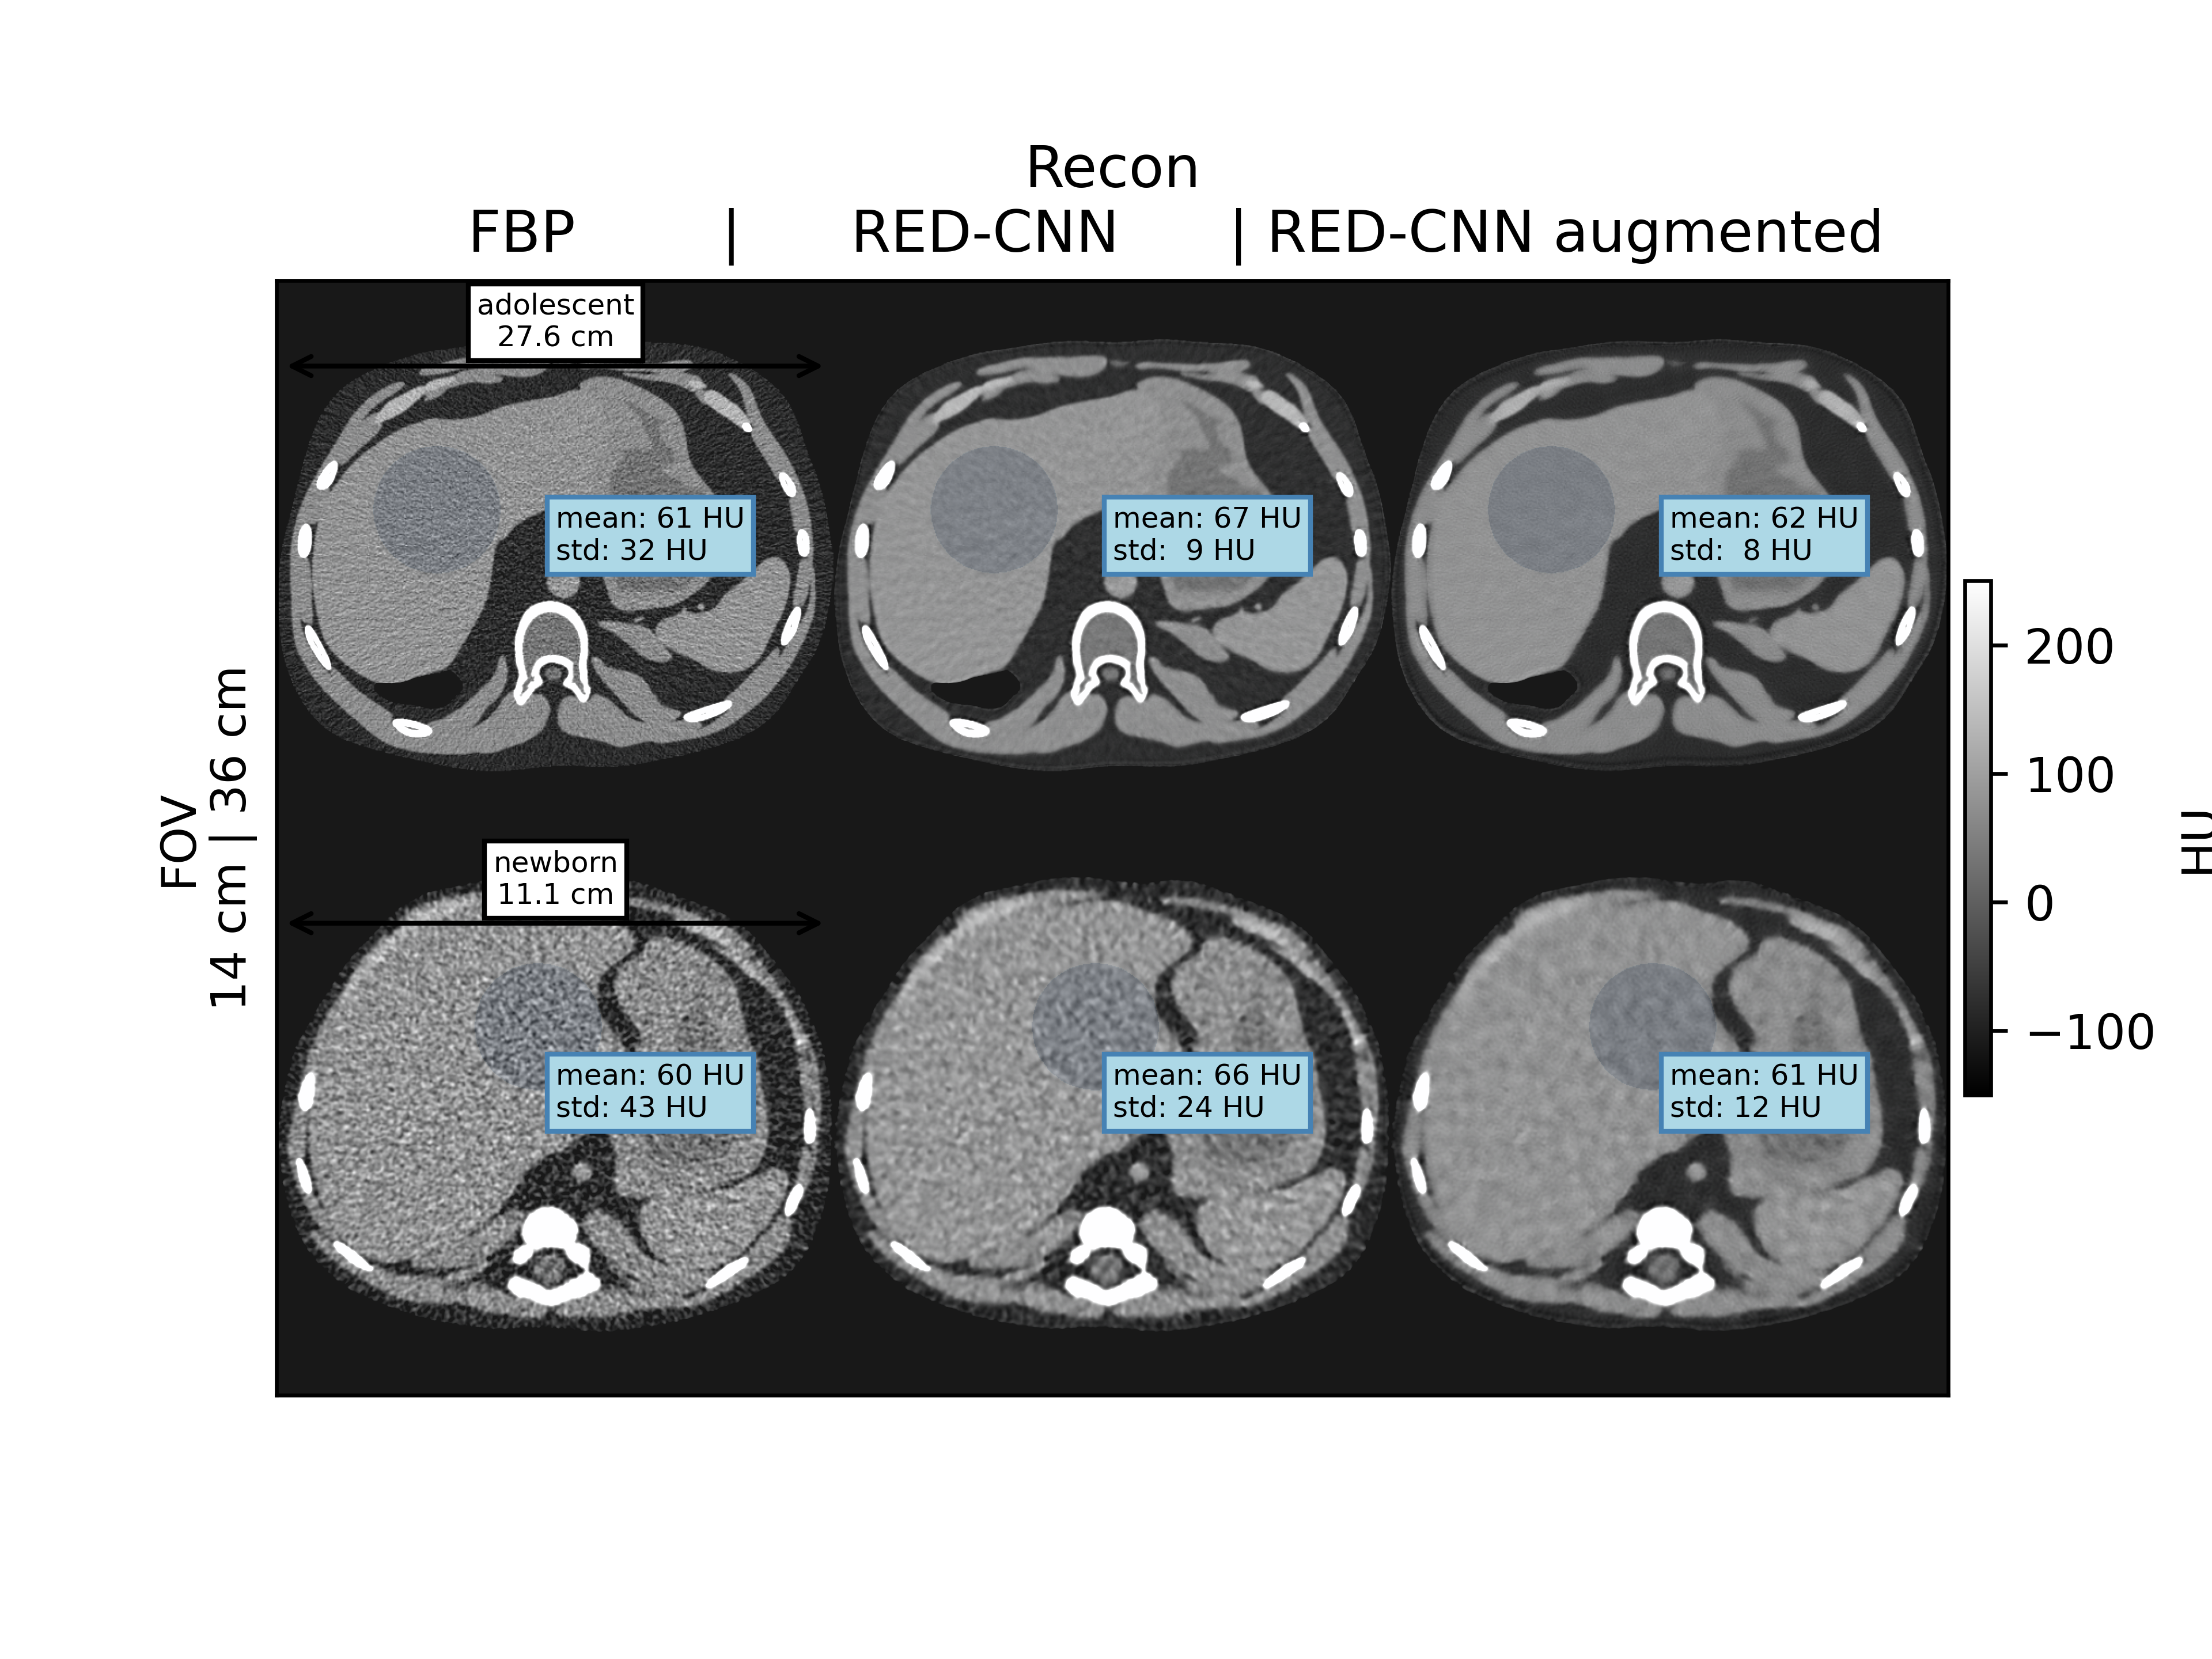 Recon
FBP | RED-CNN | RED-CNN augmented
adolescent
27.6 cm
mean: 61 HU
std: 32 HU
mean: 67 HU
std:  9 HU
mean: 62 HU
std:  8 HU
FOV
14 cm | 36 cm
newborn
11.1 cm
mean: 60 HU
std: 43 HU
mean: 66 HU
std: 24 HU
mean: 61 HU
std: 12 HU
200
100
0
−100
HU